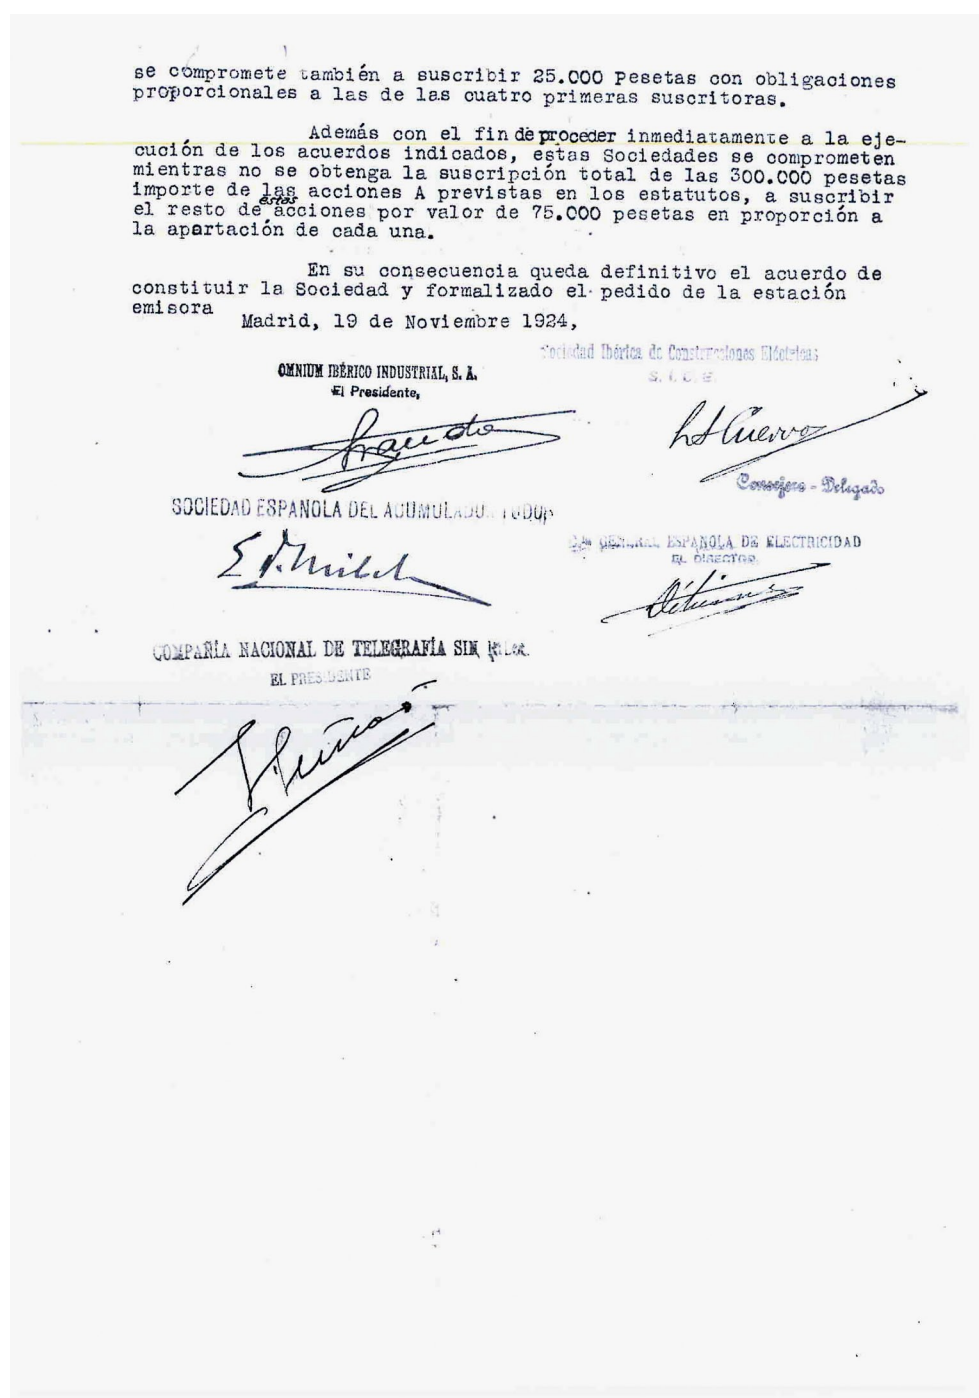 se compromete también a suscribir 25.000 Pesetas con obligaciones
proporcionales a las de las cuatro primeras suscritoras.
Además con el fin de proceder inmediatamente a la eje-
cución de los acuerdos indicados, estas Sociedades se comprometen
mientras no se obtenga la suscripción total de las 300.000 pesetas
importe de las acciones A previstas en los estatutos, a suscribir
estas
el resto de acciones por valor de 75.000 pesetas en proporción a
la aportación de cada una.
En su consecuencia queda definitivo el acuerdo de
constituir la Sociedad y formalizado el pedido de la estación
emisora
Madrid, 19 de Noviembre 1924,
Sociedad Ibérica de Construcciones Eléctricas
S. I. C. E.
OMNIUM IBÉRICO INDUSTRIAL, S. A.
El Presidente,
Cuervo
Consejero - Delegado
SOCIEDAD ESPAÑOLA DEL ACUMULADOR TUDOR
GENERAL ESPAÑOLA DE ELECTRICIDAD
EL DIRECTOR
COMPAÑÍA NACIONAL DE TELEGRAFÍA SIN HILOS
EL PRESIDENTE